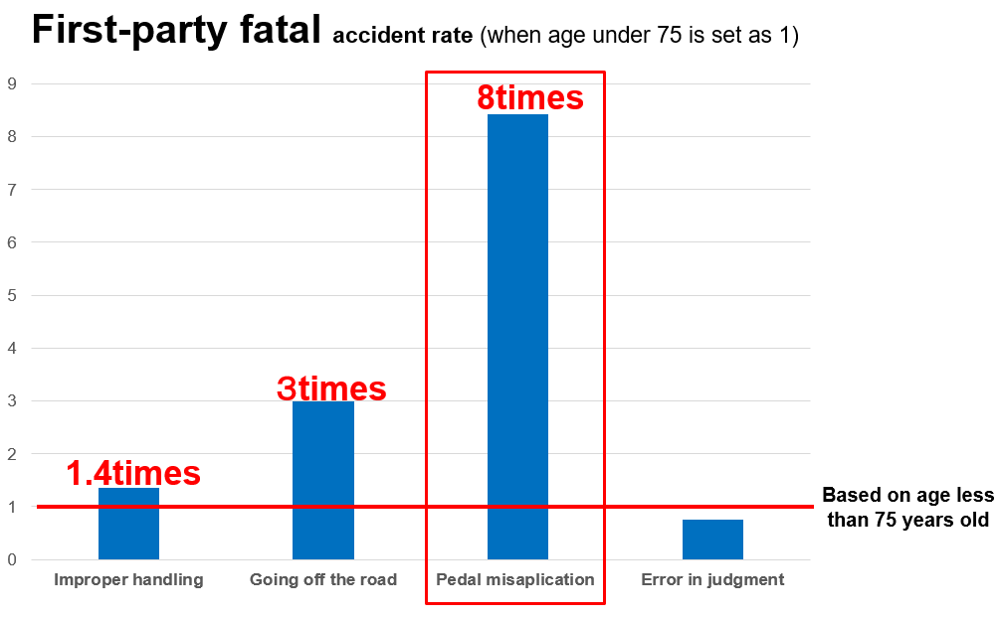 First-party fatal accident rate (when age under 75 is set as 1)
9
8times
8
7
6
5
4
3times
3
2
1.4times
1
Based on age less
than 75 years old
0
Improper handling
Going off the road
Pedal misaplication
Error in judgment